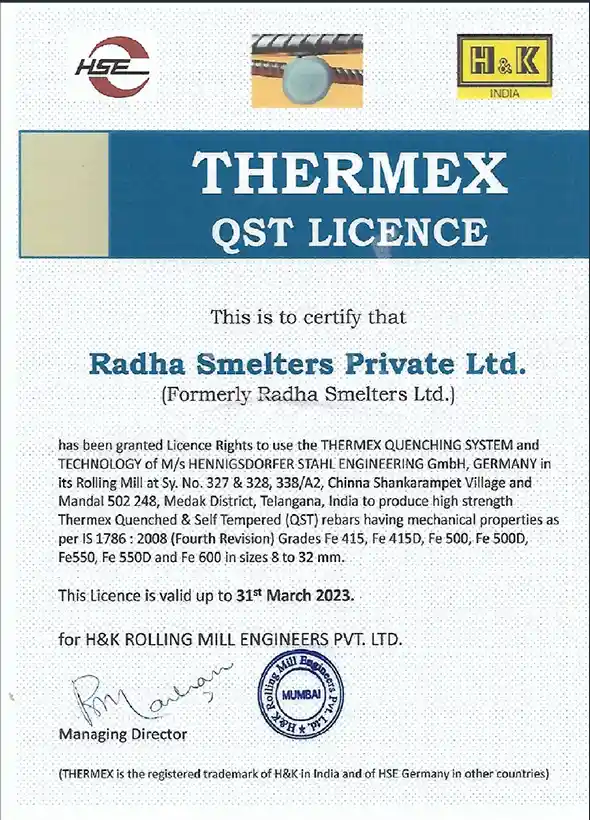 HSE
H&K
INDIA
THERMEX
QST LICENCE
This is to certify that
Radha Smelters Private Ltd.
(Formerly Radha Smelters Ltd.)
has been granted Licence Rights to use the THERMEX QUENCHING SYSTEM and
TECHNOLOGY of M/s HENNIGSDORFER STAHL ENGINEERING GmbH, GERMANY in
its Rolling Mill at Sy. No. 327 & 328, 338/A2, Chinna Shankarampet Village and
Mandal 502 248, Medak District, Telangana, India to produce high strength
Thermex Quenched & Self Tempered (QST) rebars having mechanical properties as
per IS 1786 : 2008 (Fourth Revision) Grades Fe 415, Fe 415D, Fe 500, Fe 500D,
Fe550, Fe 550D and Fe 600 in sizes 8 to 32 mm.
This Licence is valid up to 31st March 2023.
for H&K ROLLING MILL ENGINEERS PVT. LTD.
H&K Rolling Mill Engineers Pvt. Ltd.
MUMBAI
Managing Director
(THERMEX is the registered trademark of H&K in India and of HSE Germany in other countries)